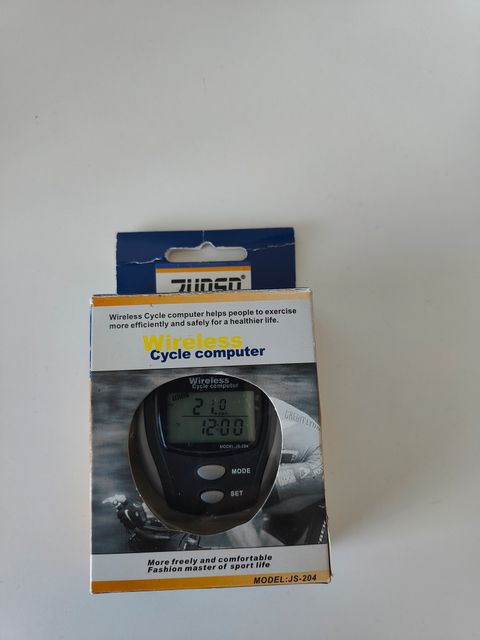 Wireless Cycle computer helps people to exercise
more efficiently and safely for a healthier life.
Wireless
Cycle computer
Wireless
Cycle computer
21.0
12:00
MODEL:JS-204
MODE
SET
More freely and comfortable
Fashion master of sport life
MODEL:JS-204